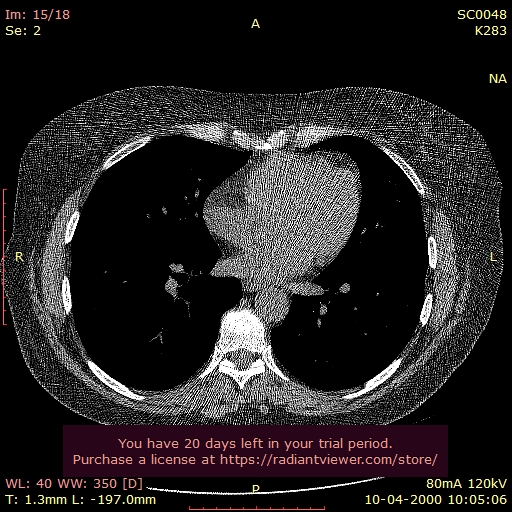 Im: 15/18
Se: 2
A
SC0048
K283
NA
R
L
You have 20 days left in your trial period.
Purchase a license at https://radiantviewer.com/store/
WL: 40 WW: 350 [D]
T: 1.3mm L: -197.0mm
P
80mA 120kV
10-04-2000 10:05:06